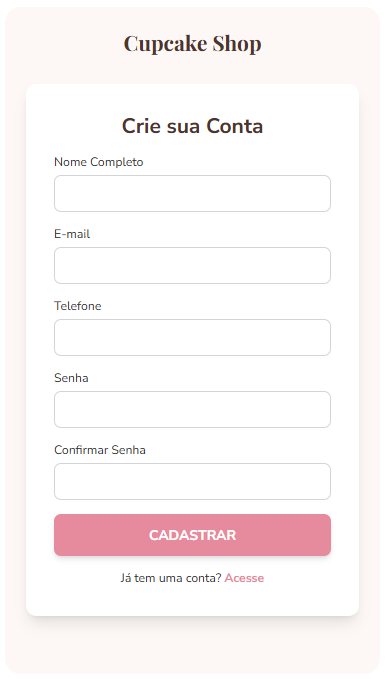 Cupcake Shop
Crie sua Conta
Nome Completo
E-mail
Telefone
Senha
Confirmar Senha
CADASTRAR
Já tem uma conta? Acesse